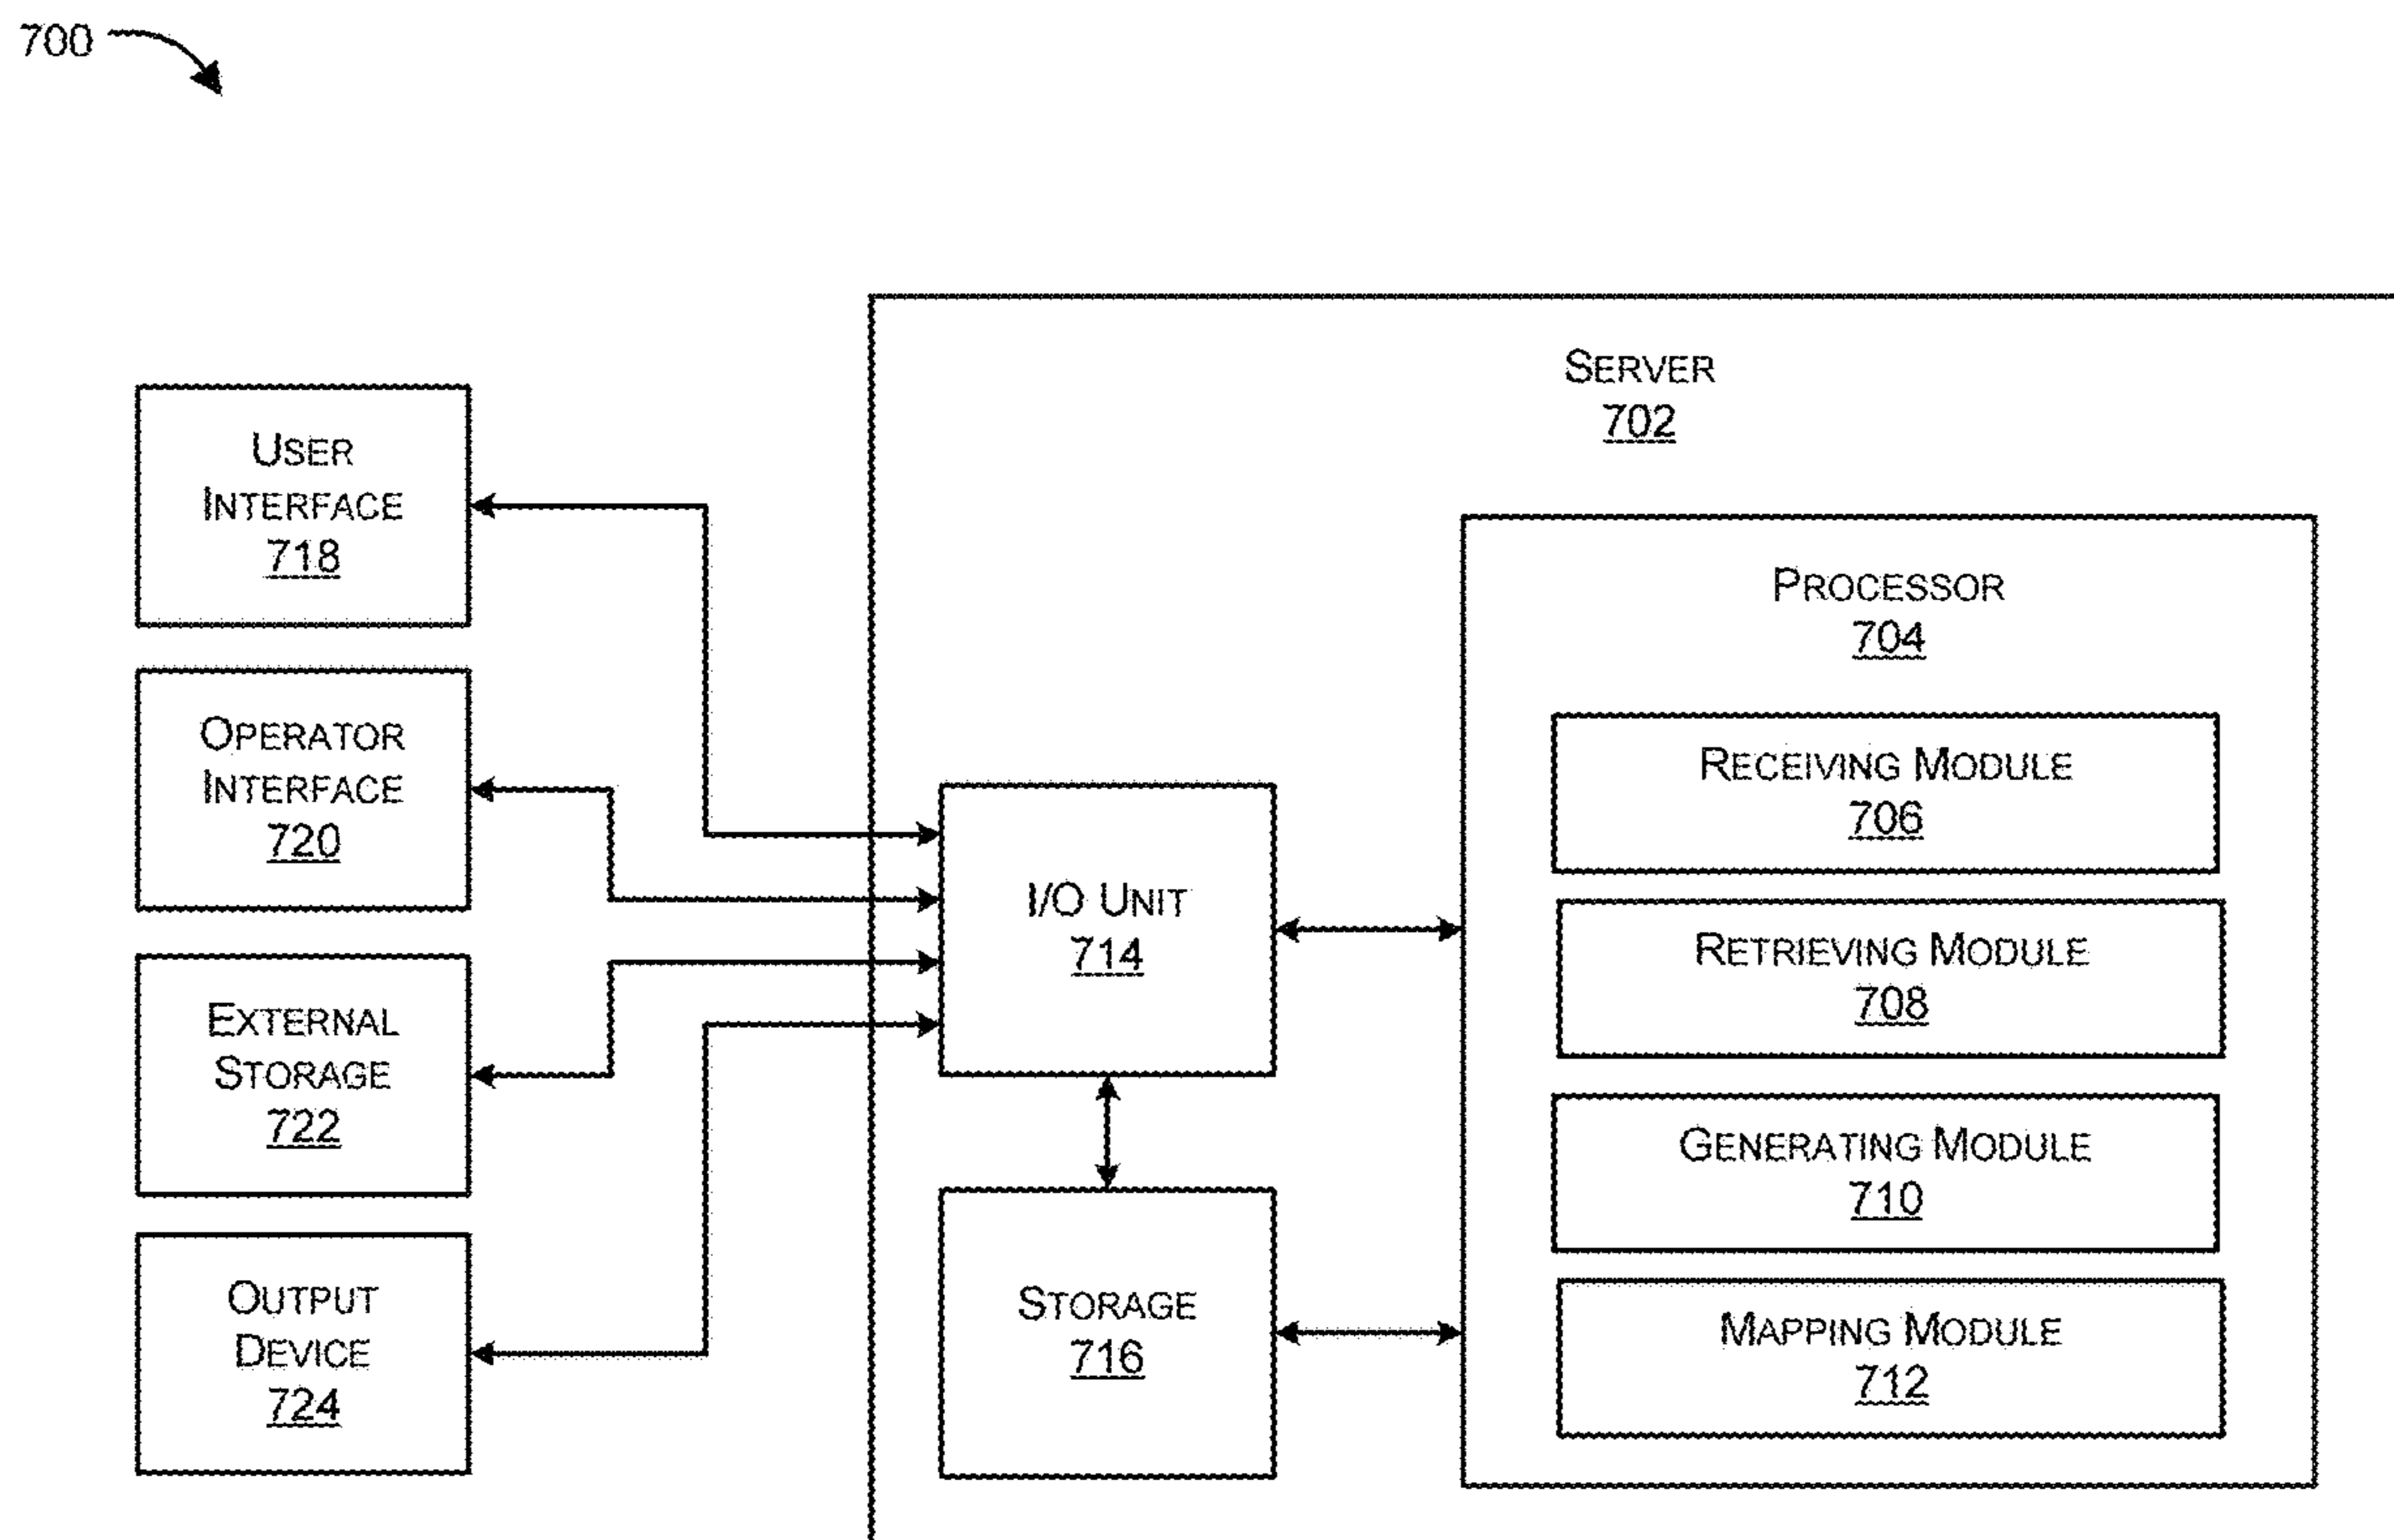 700
SERVER
702
USER
INTERFACE
718
OPERATOR
INTERFACE
720
EXTERNAL
STORAGE
722
OUTPUT
DEVICE
724
I/O UNIT
714
STORAGE
716
PROCESSOR
704
RECEIVING MODULE
706
RETRIEVING MODULE
708
GENERATING MODULE
710
MAPPING MODULE
712